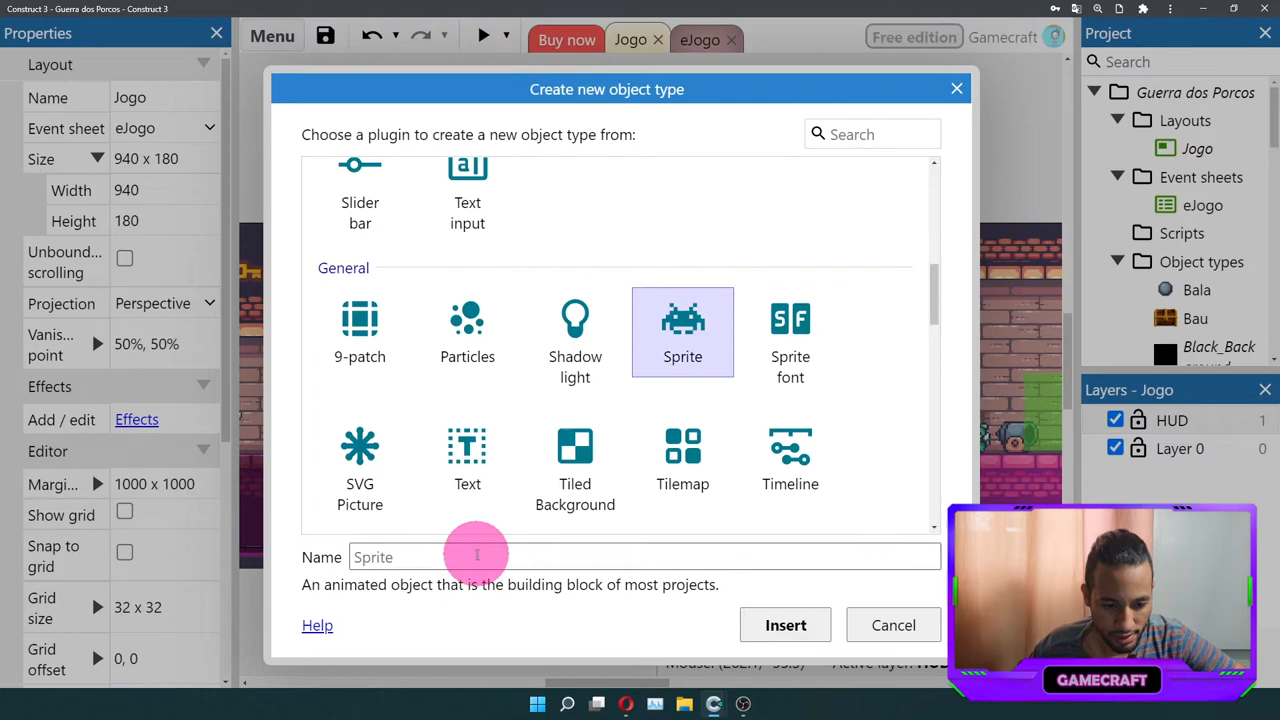 Construct 3 - Guerra dos Porcos - Construct 3
Properties
Menu
Buy now
Jogo
eJogo
Free edition
Gamecraft
Project
Layout
Name
Jogo
Event sheet
eJogo
Size
940 x 180
Width
940
Height
180
Unbound...
scrolling
Projection
Perspective
Vanis...
point
50%, 50%
Effects
Add / edit
Effects
Editor
Margi...
1000 x 1000
Show grid
Snap to
grid
Grid
size
32 x 32
Grid
offset
0, 0
Create new object type
Choose a plugin to create a new object type from:
Search
Slider
bar
Text
input
General
9-patch
Particles
Shadow
light
Sprite
Sprite
font
SVG
Picture
Text
Tiled
Background
Tilemap
Timeline
Name
Sprite
An animated object that is the building block of most projects.
Help
Insert
Cancel
Search
Guerra dos Porcos
Layouts
Jogo
Event sheets
eJogo
Scripts
Object types
Bala
Bau
Black_Back
ground
Layers - Jogo
HUD
1
Layer 0
0
GAMECRAFT